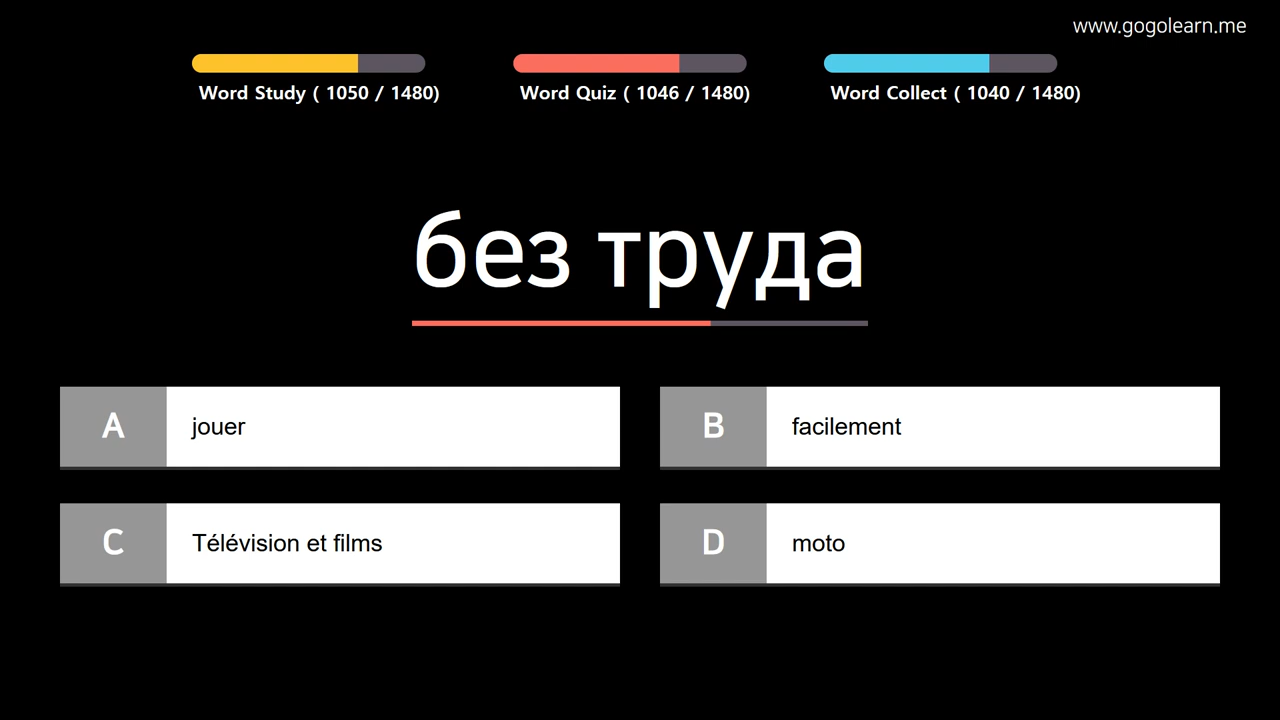 www.gogolearn.me
Word Study ( 1050 / 1480)
Word Quiz ( 1046 / 1480)
Word Collect ( 1040 / 1480)
без труда
A jouer
B facilement
C Télévision et films
D moto